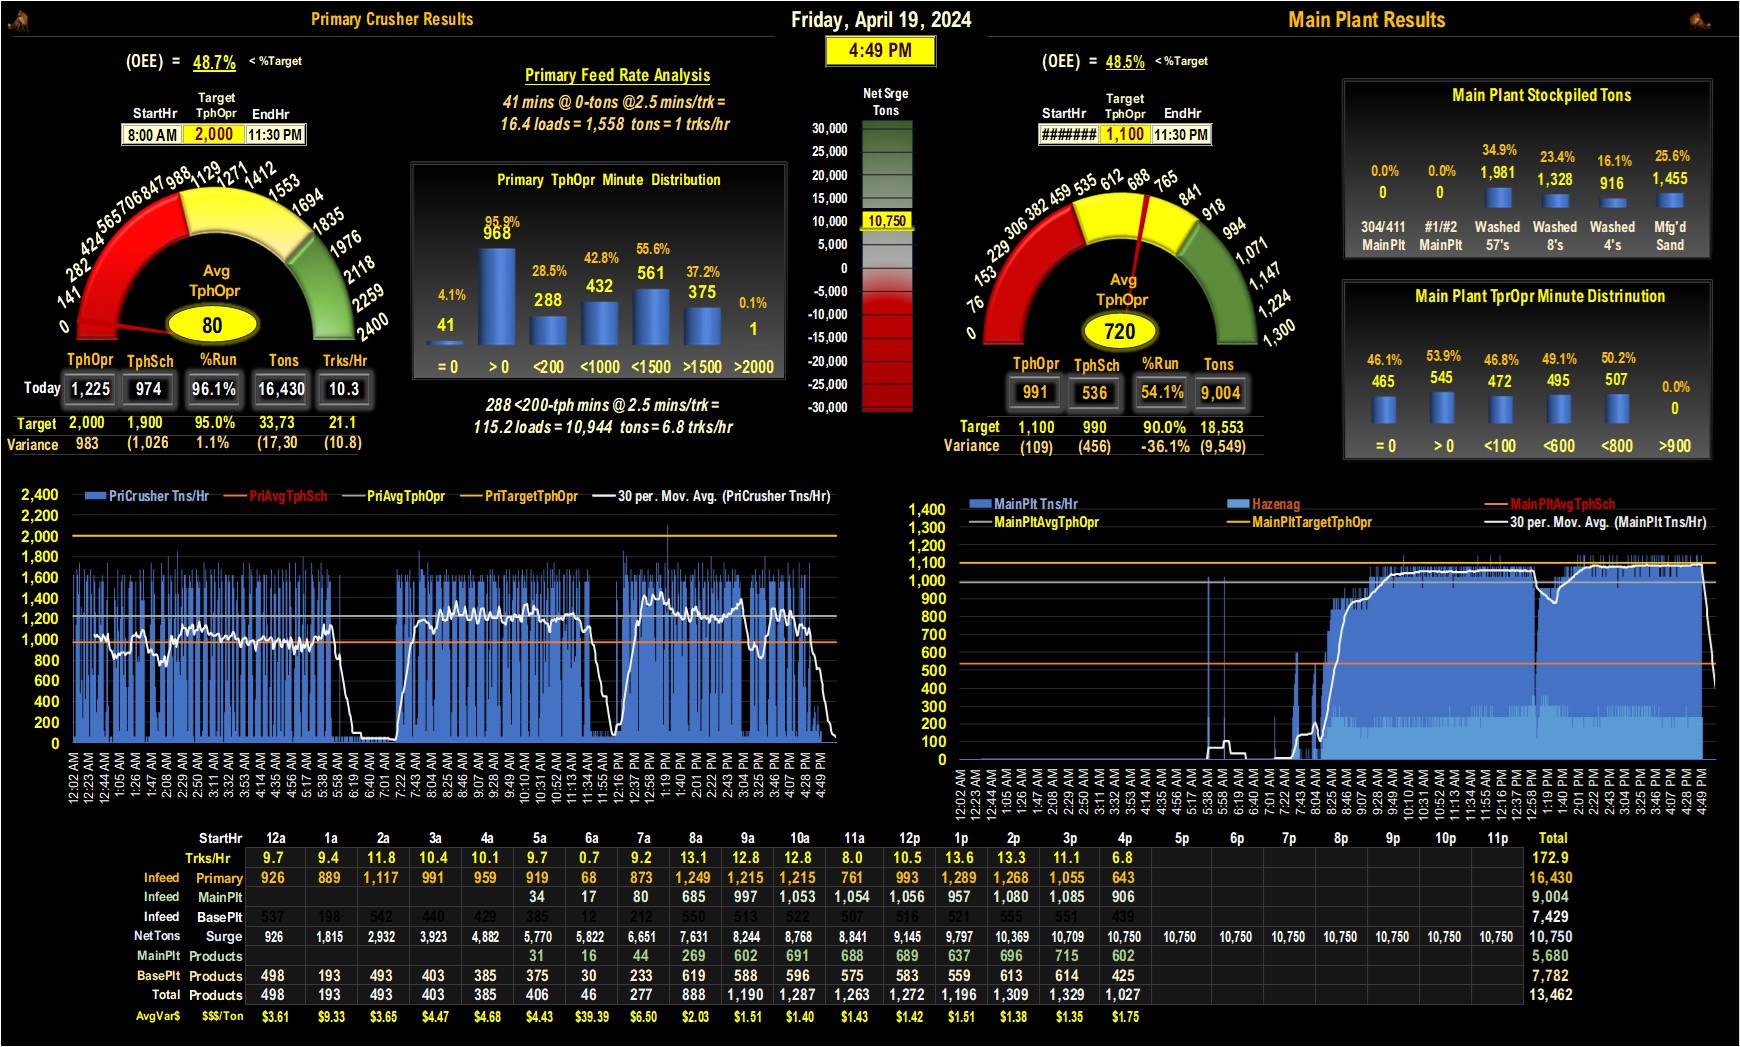 Primary Crusher Results
Friday, April 19, 2024
Main Plant Results
4:49 PM
(OEE) = 48.7% < %Target
StartHr Target TphOpr EndHr
8:00 AM 2,000 11:30 PM
0 141 282 424 565 706 847 988 1129 1271 1412 1553 1694 1835 1976 2118 2259 2400
Avg
TphOpr
80
TphOpr TphSch %Run Tons Trks/Hr
Today 1,225 974 96.1% 16,430 10.3
Target 2,000 1,900 95.0% 33,73 21.1
Variance 983 (1,026 1.1% (17,30 (10.8)
Primary Feed Rate Analysis
41 mins @ 0-tons @2.5 mins/trk =
16.4 loads = 1,558 tons = 1 trks/hr
Primary TphOpr Minute Distribution
4.1% 95.9% 28.5% 42.8% 55.6% 37.2% 0.1%
41 968 288 432 561 375 1
= 0 > 0 <200 <1000 <1500 >1500 >2000
288 <200-tph mins @ 2.5 mins/trk =
115.2 loads = 10,944 tons = 6.8 trks/hr
Net Srge
Tons
30,000
25,000
20,000
15,000
10,000
10,750
5,000
0
-5,000
-10,000
-15,000
-20,000
-25,000
-30,000
(OEE) = 48.5% < %Target
StartHr Target TphOpr EndHr
####### 1,100 11:30 PM
0 76 153 229 306 382 459 535 612 688 765 841 918 994 1,071 1,147 1,224 1,300
Avg
TphOpr
720
TphOpr TphSch %Run Tons
991 536 54.1% 9,004
Target 1,100 990 90.0% 18,553
Variance (109) (456) -36.1% (9,549)
Main Plant Stockpiled Tons
0.0% 0.0% 34.9% 23.4% 16.1% 25.6%
0 0 1,981 1,328 916 1,455
304/411 #1/#2 Washed Washed Washed Mfg'd
MainPlt MainPlt 57's 8's 4's Sand
Main Plant TprOpr Minute Distrinution
46.1% 53.9% 46.8% 49.1% 50.2% 0.0%
465 545 472 495 507 0
= 0 > 0 <100 <600 <800 >900
PriCrusher Tns/Hr PriAvgTphSch PriAvgTphOpr PriTargetTphOpr 30 per. Mov. Avg. (PriCrusher Tns/Hr)
2,400
2,200
2,000
1,800
1,600
1,400
1,200
1,000
800
600
400
200
0
12:02 AM 12:23 AM 12:44 AM 1:05 AM 1:26 AM 1:47 AM 2:08 AM 2:29 AM 2:50 AM 3:11 AM 3:32 AM 3:53 AM 4:14 AM 4:35 AM 4:56 AM 5:17 AM 5:38 AM 5:58 AM 6:19 AM 6:40 AM 7:01 AM 7:22 AM 7:43 AM 8:04 AM 8:25 AM 8:46 AM 9:07 AM 9:28 AM 9:49 AM 10:10 AM 10:31 AM 10:52 AM 11:13 AM 11:34 AM 11:55 AM 12:16 PM 12:37 PM 12:58 PM 1:19 PM 1:40 PM 2:01 PM 2:22 PM 2:43 PM 3:04 PM 3:25 PM 3:46 PM 4:07 PM 4:28 PM 4:49 PM
MainPlt Tns/Hr Hazenag MainPltAvgTphSch
MainPltAvgTphOpr MainPltTargetTphOpr 30 per. Mov. Avg. (MainPlt Tns/Hr)
1,400
1,300
1,200
1,100
1,000
900
800
700
600
500
400
300
200
100
0
12:02 AM 12:23 AM 12:44 AM 1:05 AM 1:26 AM 1:47 AM 2:08 AM 2:29 AM 2:50 AM 3:11 AM 3:32 AM 3:53 AM 4:14 AM 4:35 AM 4:56 AM 5:17 AM 5:38 AM 5:58 AM 6:19 AM 6:40 AM 7:01 AM 7:22 AM 7:43 AM 8:04 AM 8:25 AM 8:46 AM 9:07 AM 9:28 AM 9:49 AM 10:10 AM 10:31 AM 10:52 AM 11:13 AM 11:34 AM 11:55 AM 12:16 PM 12:37 PM 12:58 PM 1:19 PM 1:40 PM 2:01 PM 2:22 PM 2:43 PM 3:04 PM 3:25 PM 3:46 PM 4:07 PM 4:28 PM 4:49 PM
StartHr 12a 1a 2a 3a 4a 5a 6a 7a 8a 9a 10a 11a 12p 1p 2p 3p 4p 5p 6p 7p 8p 9p 10p 11p Total
Trks/Hr 9.7 9.4 11.8 10.4 10.1 9.7 0.7 9.2 13.1 12.8 12.8 8.0 10.5 13.6 13.3 11.1 6.8 172.9
Infeed Primary 926 889 1,117 991 959 919 68 873 1,249 1,215 1,215 761 993 1,289 1,268 1,055 643 16,430
Infeed MainPlt 34 17 80 685 997 1,053 1,054 1,056 957 1,080 1,085 906 9,004
Infeed BasePlt 537 198 542 440 429 385 12 212 550 513 522 507 516 521 555 551 439 7,429
NetTons Surge 926 1,815 2,932 3,923 4,882 5,770 5,822 6,651 7,631 8,244 8,768 8,841 9,145 9,797 10,369 10,709 10,750 10,750 10,750 10,750 10,750 10,750 10,750 10,750 10,750
MainPlt Products 31 16 44 269 602 691 688 689 637 696 715 602 5,680
BasePlt Products 498 193 493 403 385 375 30 233 619 588 596 575 583 559 613 614 425 7,782
Total Products 498 193 493 403 385 406 46 277 888 1,190 1,287 1,263 1,272 1,196 1,309 1,329 1,027 13,462
AvgVar$ $$$/Ton $3.61 $9.33 $3.65 $4.47 $4.68 $4.43 $39.39 $6.50 $2.03 $1.51 $1.40 $1.43 $1.42 $1.51 $1.38 $1.35 $1.75